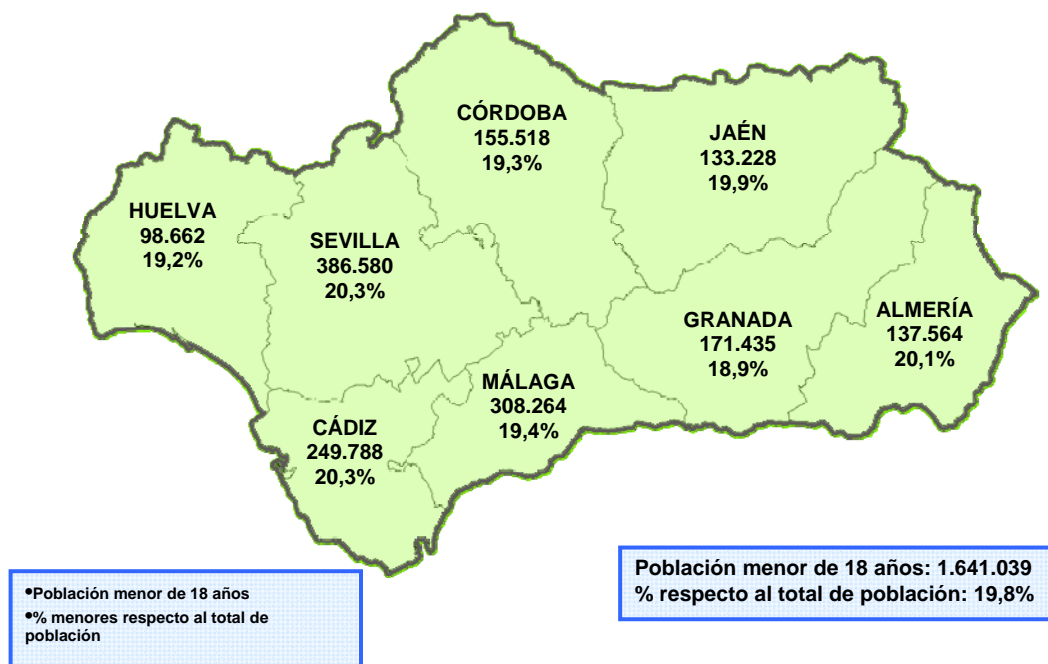 CÓRDOBA
155.518
19,3%
JAÉN
133.228
19,9%
HUELVA
98.662
19,2%
SEVILLA
386.580
20,3%
GRANADA
171.435
18,9%
ALMERÍA
137.564
20,1%
MÁLAGA
308.264
19,4%
CÁDIZ
249.788
20,3%
•Población menor de 18 años
•% menores respecto al total de
población
Población menor de 18 años: 1.641.039
% respecto al total de población: 19,8%